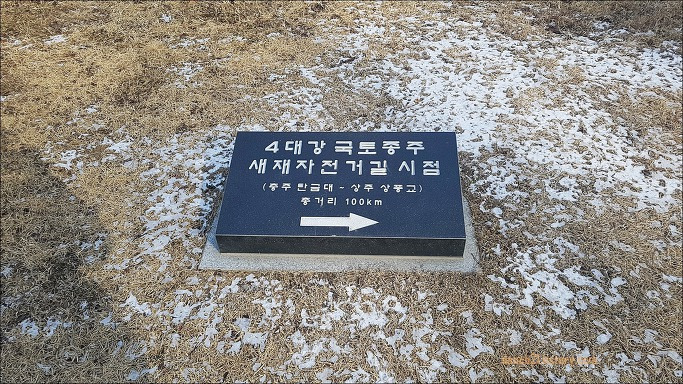 4대강 국토종주
새재자전거길 시점
(충주 탄금대 ~ 상주 상풍교)
총거리 100km